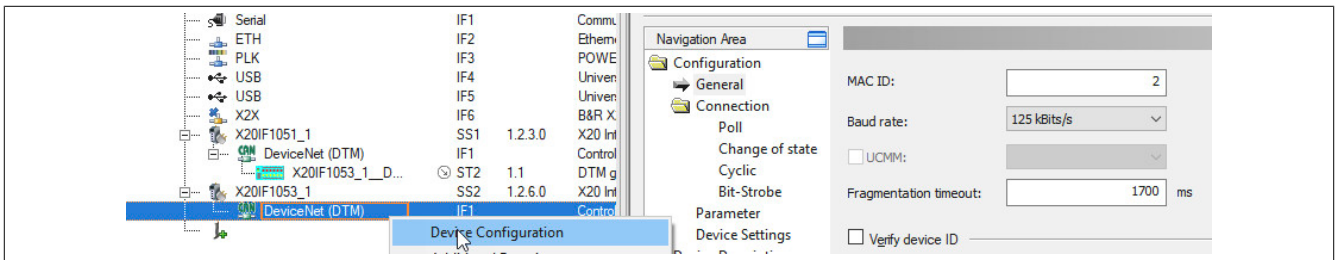 Serial IF1 Commu
ETH IF2 Ethern
PLK IF3 POWE
USB IF4 Univers
USB IF5 Univers
X2X IF6 B&R X
X20IF1051_1 SS1 1.2.3.0 X20 Int
DeviceNet (DTM) IF1 Control
X20IF1053_1__D... ST2 1.1 DTM g
X20IF1053_1 SS2 1.2.6.0 X20 Int
DeviceNet (DTM) IF1 Control
Device Configuration
Navigation Area
Configuration
General
Connection
Poll
Change of state
Cyclic
Bit-Strobe
Parameter
Device Settings
MAC ID: 2
Baud rate: 125 kBits/s
UCMM:
Fragmentation timeout: 1700 ms
Verify device ID